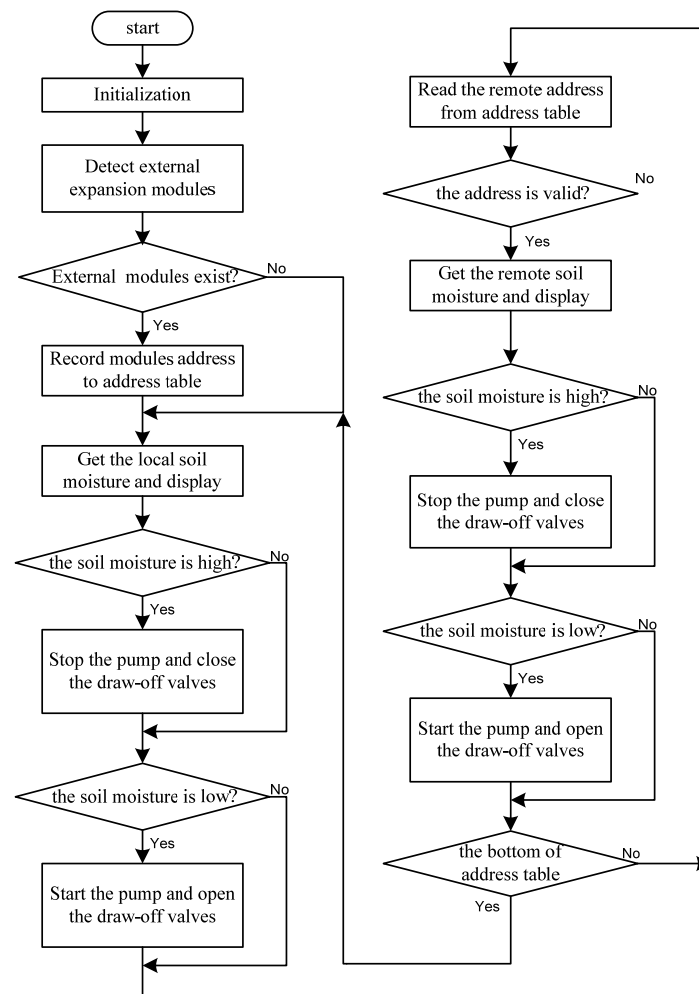 start
Initialization
Detect external
expansion modules
External modules exist?
No
Yes
Record modules address
to address table
Get the local soil
moisture and display
the soil moisture is high?
No
Yes
Stop the pump and close
the draw-off valves
the soil moisture is low?
No
Yes
Start the pump and open
the draw-off valves
Read the remote address
from address table
the address is valid?
No
Yes
Get the remote soil
moisture and display
the soil moisture is high?
No
Yes
Stop the pump and close
the draw-off valves
the soil moisture is low?
No
Yes
Start the pump and open
the draw-off valves
the bottom of
address table
No
Yes